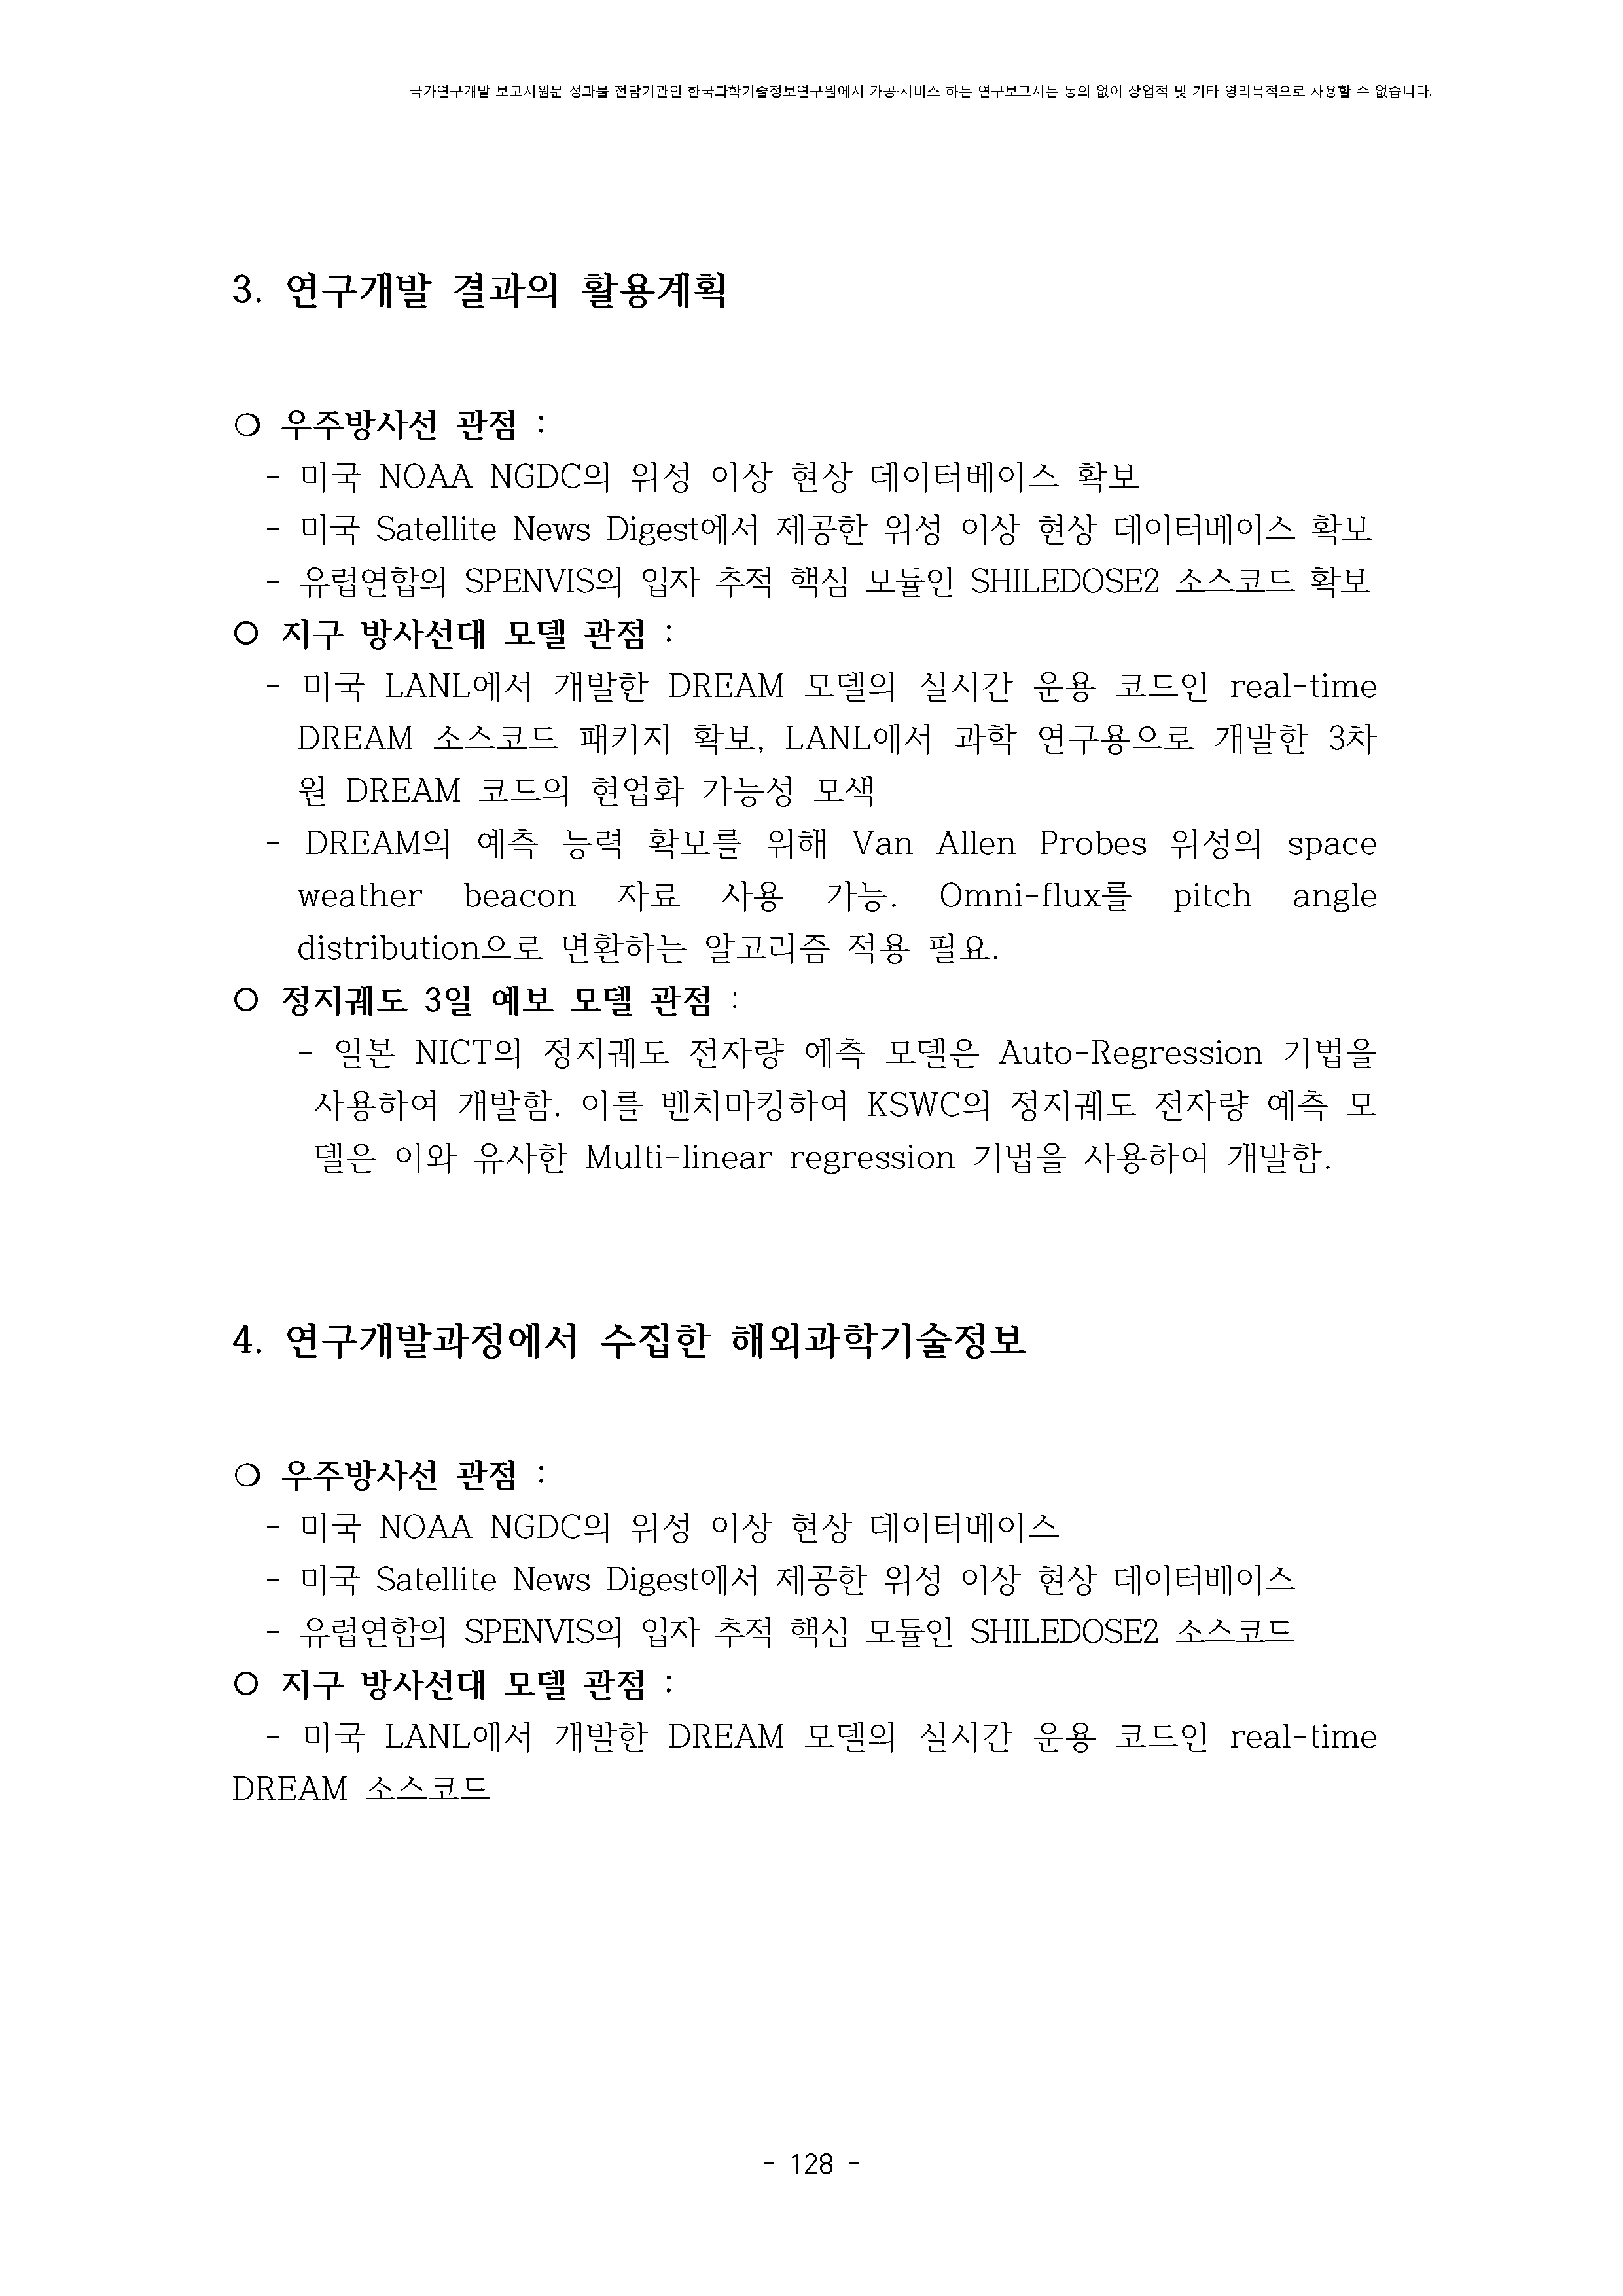 국가연구개발 보고서원문 성과물 전담기관인 한국과학기술정보연구원에서 가공·서비스 하는 연구보고서는 동의 없이 상업적 및 기타 영리목적으로 사용할 수 없습니다.
3. 연구개발 결과의 활용계획
❍ 우주방사선 관점 :
- 미국 NOAA NGDC의 위성 이상 현상 데이터베이스 확보
- 미국 Satellite News Digest에서 제공한 위성 이상 현상 데이터베이스 확보
- 유럽연합의 SPENVIS의 입자 추적 핵심 모듈인 SHILEDOSE2 소스코드 확보
○ 지구 방사선대 모델 관점 :
- 미국 LANL에서 개발한 DREAM 모델의 실시간 운용 코드인 real-time
DREAM 소스코드 패키지 확보, LANL에서 과학 연구용으로 개발한 3차
원 DREAM 코드의 현업화 가능성 모색
- DREAM의 예측 능력 확보를 위해 Van Allen Probes 위성의 space
weather beacon 자료 사용 가능. Omni-flux를 pitch angle
distribution으로 변환하는 알고리즘 적용 필요.
○ 정지궤도 3일 예보 모델 관점 :
- 일본 NICT의 정지궤도 전자량 예측 모델은 Auto-Regression 기법을
사용하여 개발함. 이를 벤치마킹하여 KSWC의 정지궤도 전자량 예측 모
델은 이와 유사한 Multi-linear regression 기법을 사용하여 개발함.
4. 연구개발과정에서 수집한 해외과학기술정보
❍ 우주방사선 관점 :
- 미국 NOAA NGDC의 위성 이상 현상 데이터베이스
- 미국 Satellite News Digest에서 제공한 위성 이상 현상 데이터베이스
- 유럽연합의 SPENVIS의 입자 추적 핵심 모듈인 SHILEDOSE2 소스코드
○ 지구 방사선대 모델 관점 :
- 미국 LANL에서 개발한 DREAM 모델의 실시간 운용 코드인 real-time
DREAM 소스코드
- 128 -